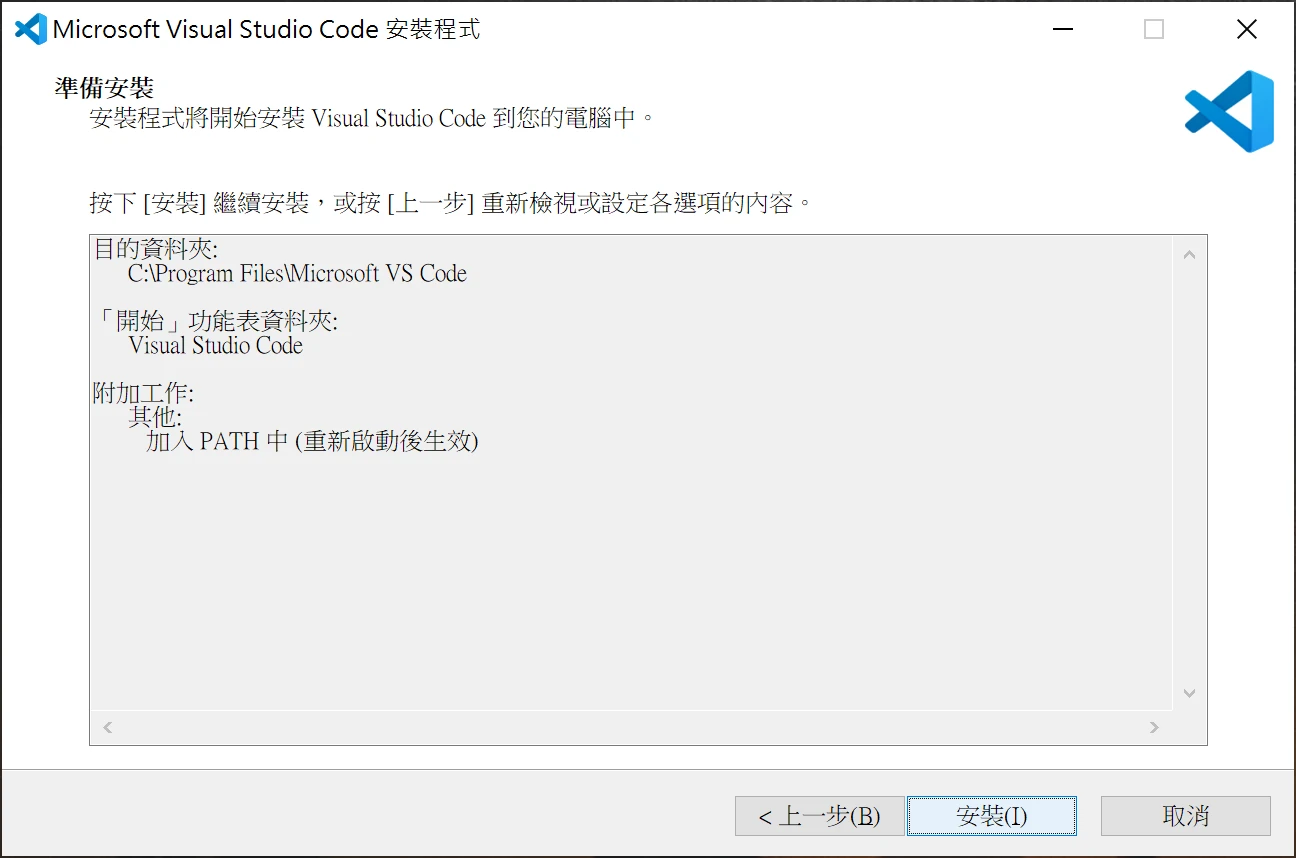 Microsoft Visual Studio Code 安裝程式
準備安裝
安裝程式將開始安裝 Visual Studio Code 到您的電腦中。
按下 [安裝] 繼續安裝，或按 [上一步] 重新檢視或設定各選項的內容。
目的資料夾:
C:\Program Files\Microsoft VS Code
「開始」功能表資料夾:
Visual Studio Code
附加工作:
其他:
加入 PATH 中 (重新啟動後生效)
< 上一步(B) 安裝(I) 取消